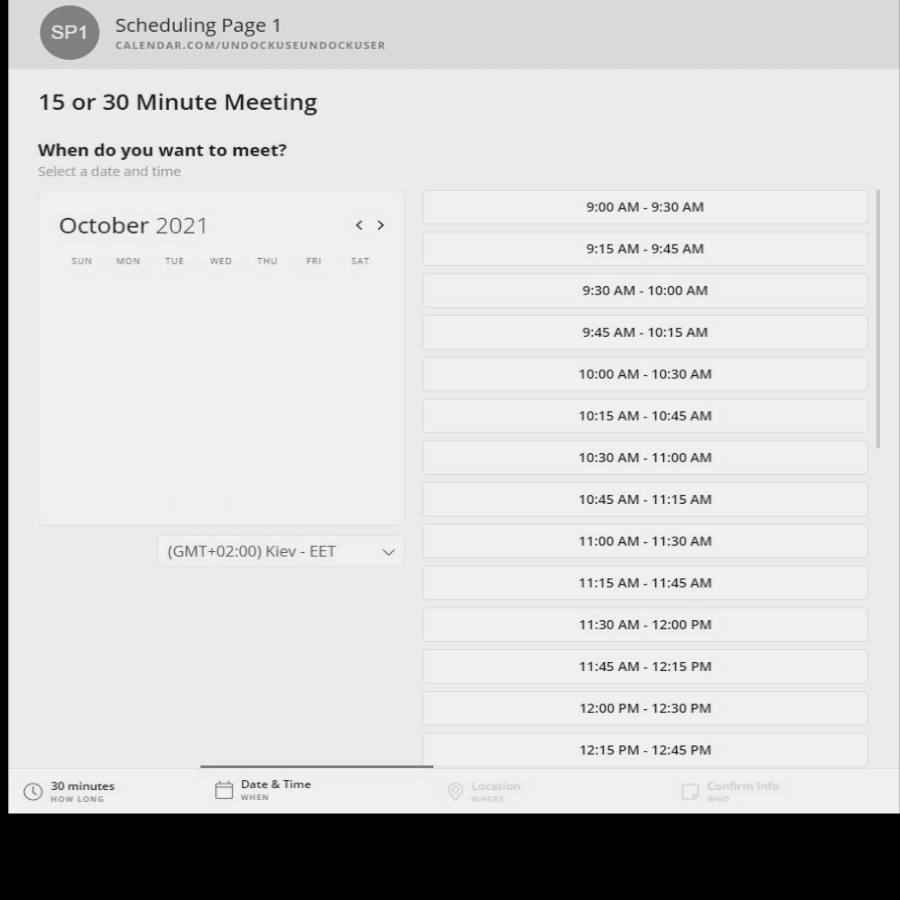 SP1
Scheduling Page 1
CALENDAR.COM/UNDOCKUSEUNDOCKUSER
15 or 30 Minute Meeting
When do you want to meet?
Select a date and time
October 2021
SUN MON TUE WED THU FRI SAT
(GMT+02:00) Kiev - EET
9:00 AM - 9:30 AM
9:15 AM - 9:45 AM
9:30 AM - 10:00 AM
9:45 AM - 10:15 AM
10:00 AM - 10:30 AM
10:15 AM - 10:45 AM
10:30 AM - 11:00 AM
10:45 AM - 11:15 AM
11:00 AM - 11:30 AM
11:15 AM - 11:45 AM
11:30 AM - 12:00 PM
11:45 AM - 12:15 PM
12:00 PM - 12:30 PM
12:15 PM - 12:45 PM
30 minutes
HOW LONG
Date & Time
WHEN
Location
WHERE
Confirm Info
WHO